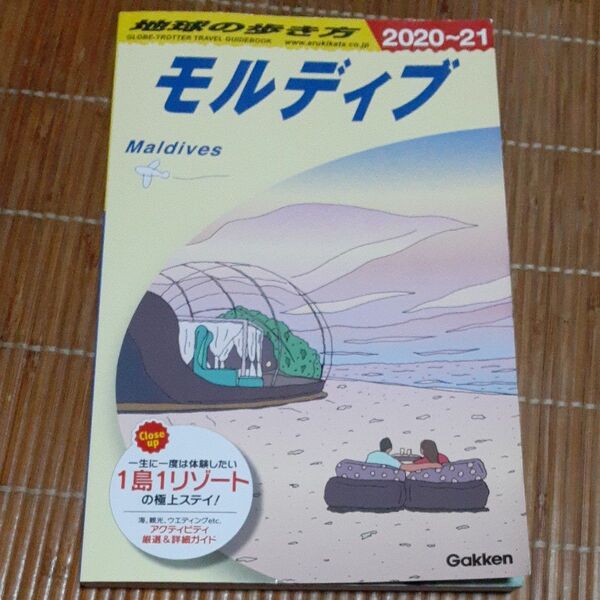 地球の歩き方
GLOBE-TROTTER TRAVEL GUIDEBOOK
www.arukikata.co.jp
2020~21
モルディブ
Maldives
Close up
一生に一度は体験したい
1島1リゾート
の極上ステイ!
海、観光、ウエディングetc.
アクティビティ
厳選&詳細ガイド
Gakken